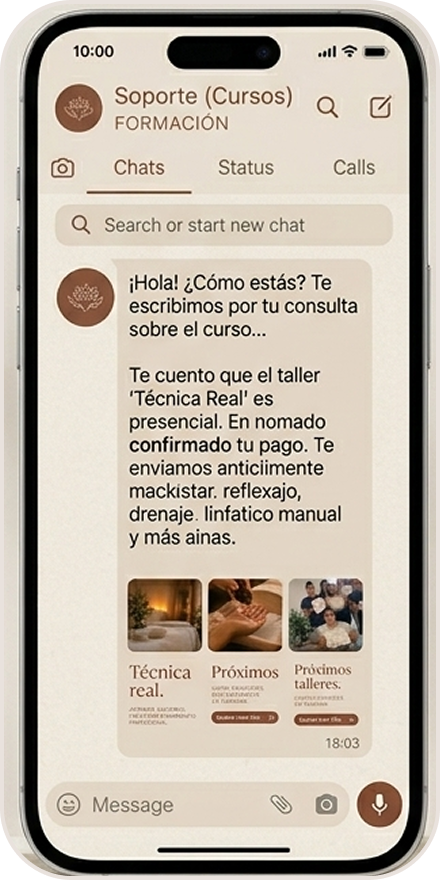 10:00
Soporte (Cursos)
FORMACIÓN
Chats
Status
Calls
Search or start new chat
¡Hola! ¿Cómo estás? Te
escribimos por tu consulta
sobre el curso...
Te cuento que el taller
'Técnica Real' es
presencial. En nomado
confirmado tu pago. Te
enviamos anticiimente
mackistar. reflexajo,
drenaje. linfatico manual
y más ainas.
Técnica
real.
Próximos
Próximos
talleres.
18:03
Message